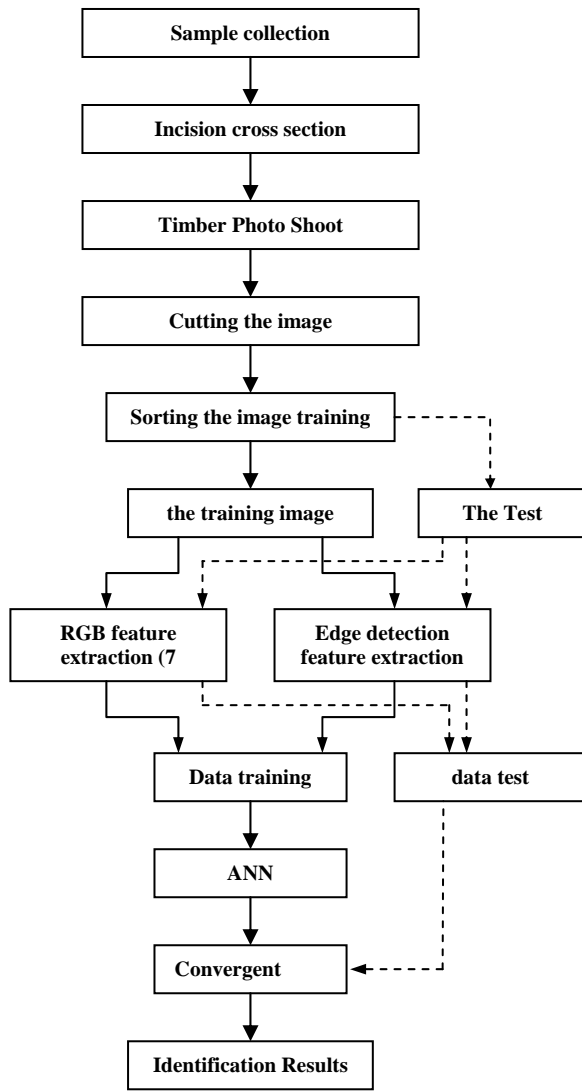 Sample collection
Incision cross section
Timber Photo Shoot
Cutting the image
Sorting the image training
the training image
The Test
RGB feature
extraction (7
Edge detection
feature extraction
Data training
data test
ANN
Convergent
Identification Results